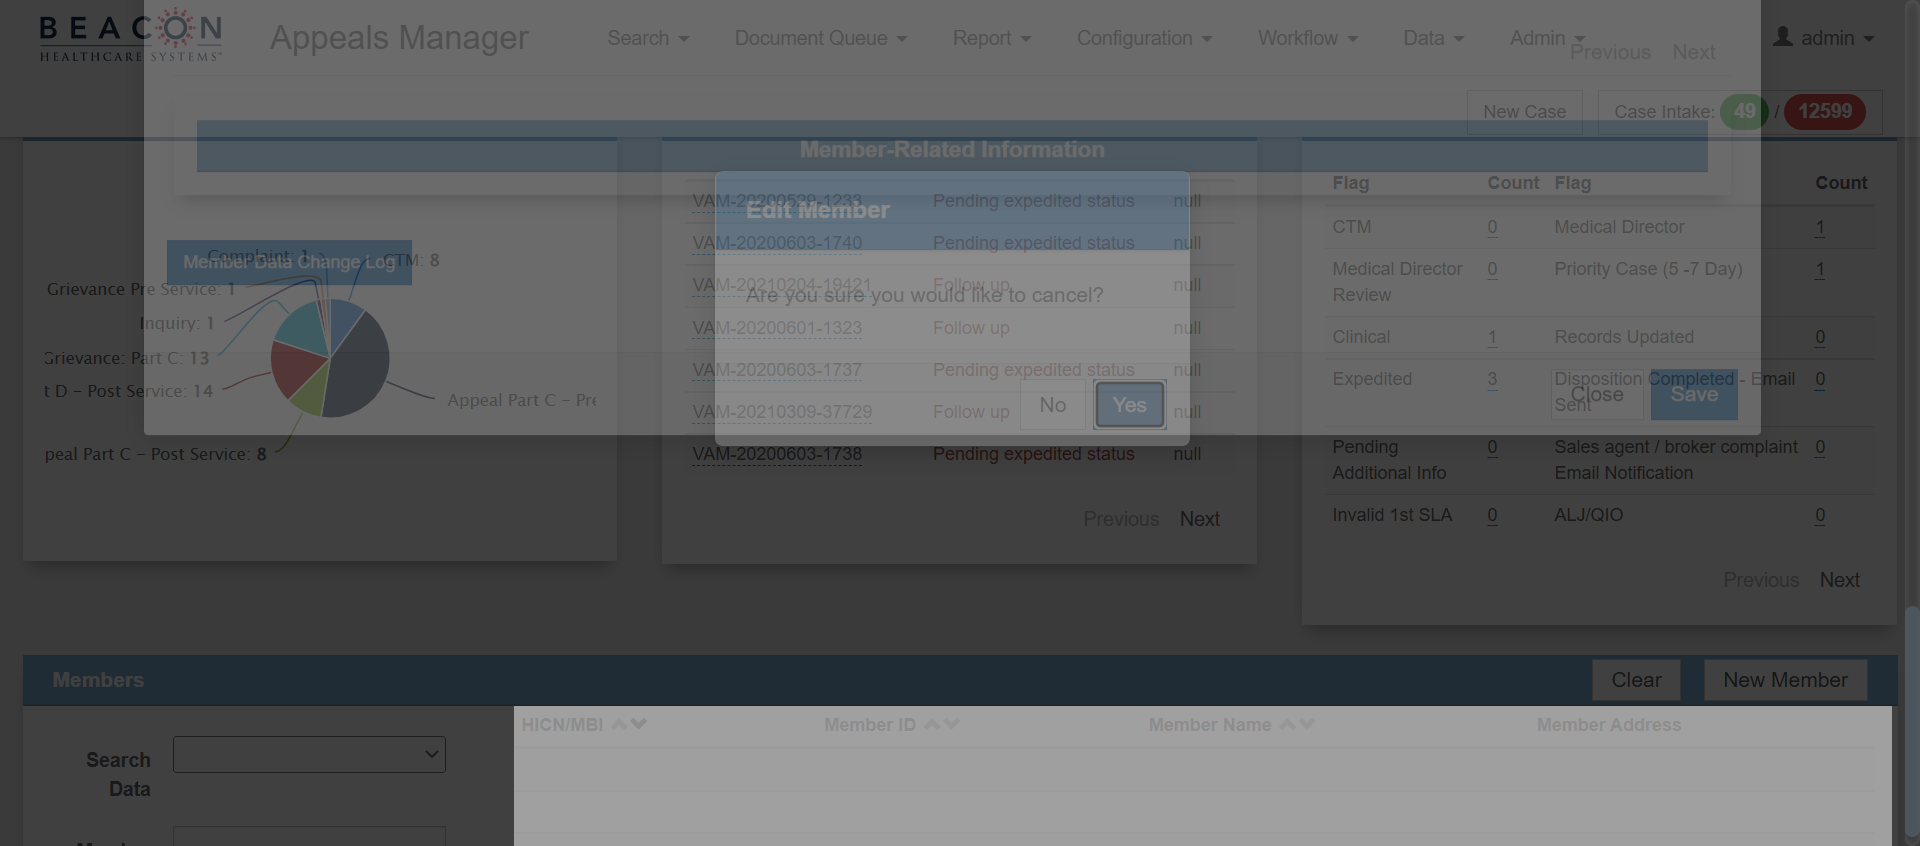 BEACON
HEALTHCARE SYSTEMS
Appeals Manager
Search
Document Queue
Report
Configuration
Workflow
Data
Admin
admin
Previous Next
New Case
Case Intake: 49 / 12599
Member-Related Information
VAM-20200529-1233 Pending expedited status null
VAM-20200603-1740 Pending expedited status null
VAM-20210204-19421 Follow up null
VAM-20200601-1323 Follow up null
VAM-20200603-1737 Pending expedited status null
VAM-20210309-37729 Follow up null
VAM-20200603-1738 Pending expedited status null
Previous Next
Edit Member
Are you sure you would like to cancel?
No Yes
Member Data Change Log
Complaint: 1
CTM: 8
Grievance Pre Service: 1
Inquiry: 1
Grievance: Part C: 13
t D - Post Service: 14
Appeal Part C - Pre
peal Part C - Post Service: 8
Flag Count Flag Count
CTM 0 Medical Director 1
Medical Director Review 0 Priority Case (5 -7 Day) 1
Clinical 1 Records Updated 0
Expedited 3 Disposition Completed - Email Sent 0
Pending Additional Info 0 Sales agent / broker complaint Email Notification 0
Invalid 1st SLA 0 ALJ/QIO 0
Close Save
Previous Next
Members
Clear New Member
Search Data
HICN/MBI Member ID Member Name Member Address